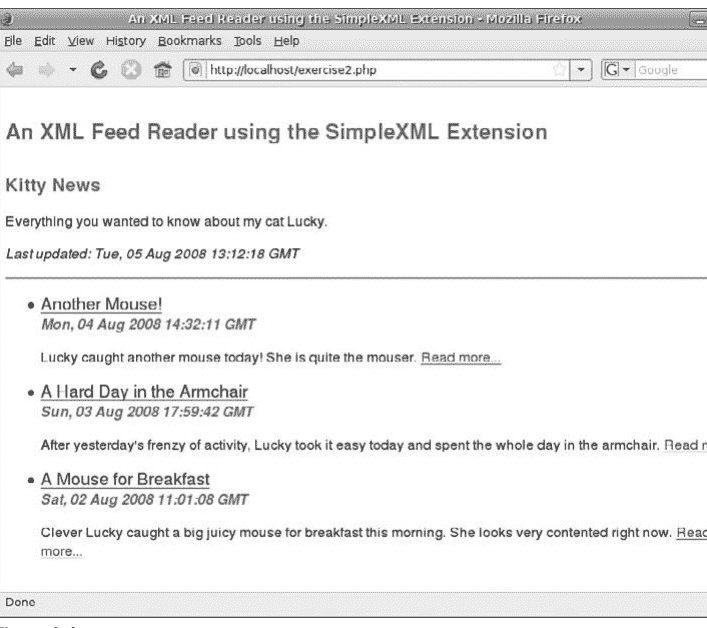 An XML Feed Reader using the SimpleXML Extension - Mozilla Firefox
File Edit View History Bookmarks Tools Help
http://localhost/exercise2.php
G Google
An XML Feed Reader using the SimpleXML Extension
Kitty News
Everything you wanted to know about my cat Lucky.
Last updated: Tue, 05 Aug 2008 13:12:18 GMT
Another Mouse!
Mon, 04 Aug 2008 14:32:11 GMT
Lucky caught another mouse today! She is quite the mouser. Read more...
A Hard Day in the Armchair
Sun, 03 Aug 2008 17:59:42 GMT
After yesterday's frenzy of activity, Lucky took it easy today and spent the whole day in the armchair. Read
A Mouse for Breakfast
Sat, 02 Aug 2008 11:01:08 GMT
Clever Lucky caught a big juicy mouse for breakfast this morning. She looks very contented right now. Read
more...
Done